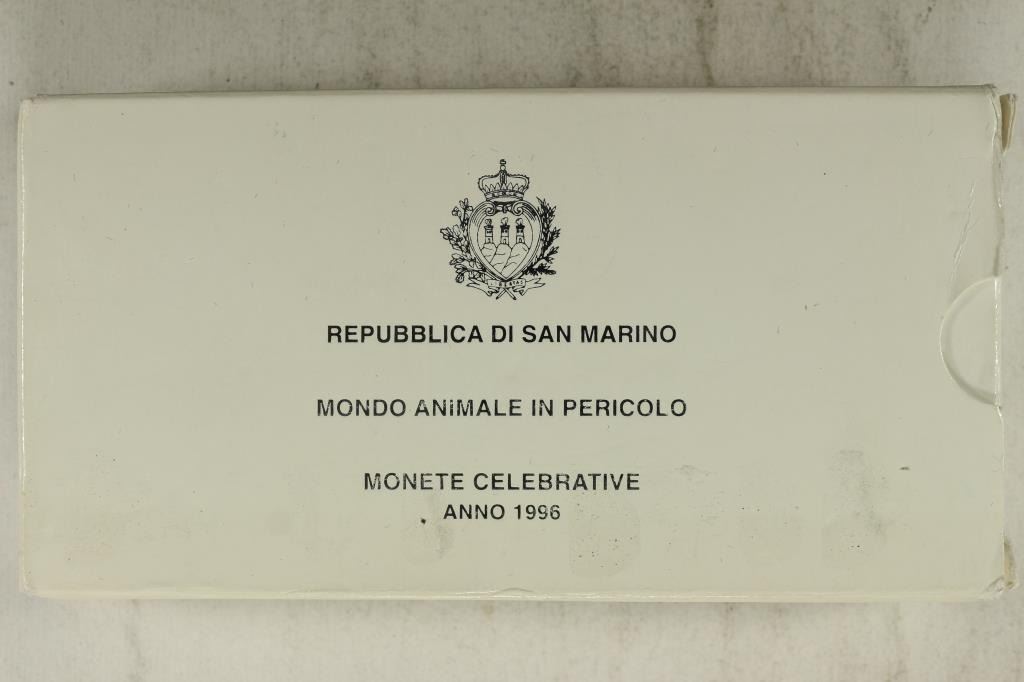 REPUBBLICA DI SAN MARINO
MONDO ANIMALE IN PERICOLO
MONETE CELEBRATIVE
ANNO 1996